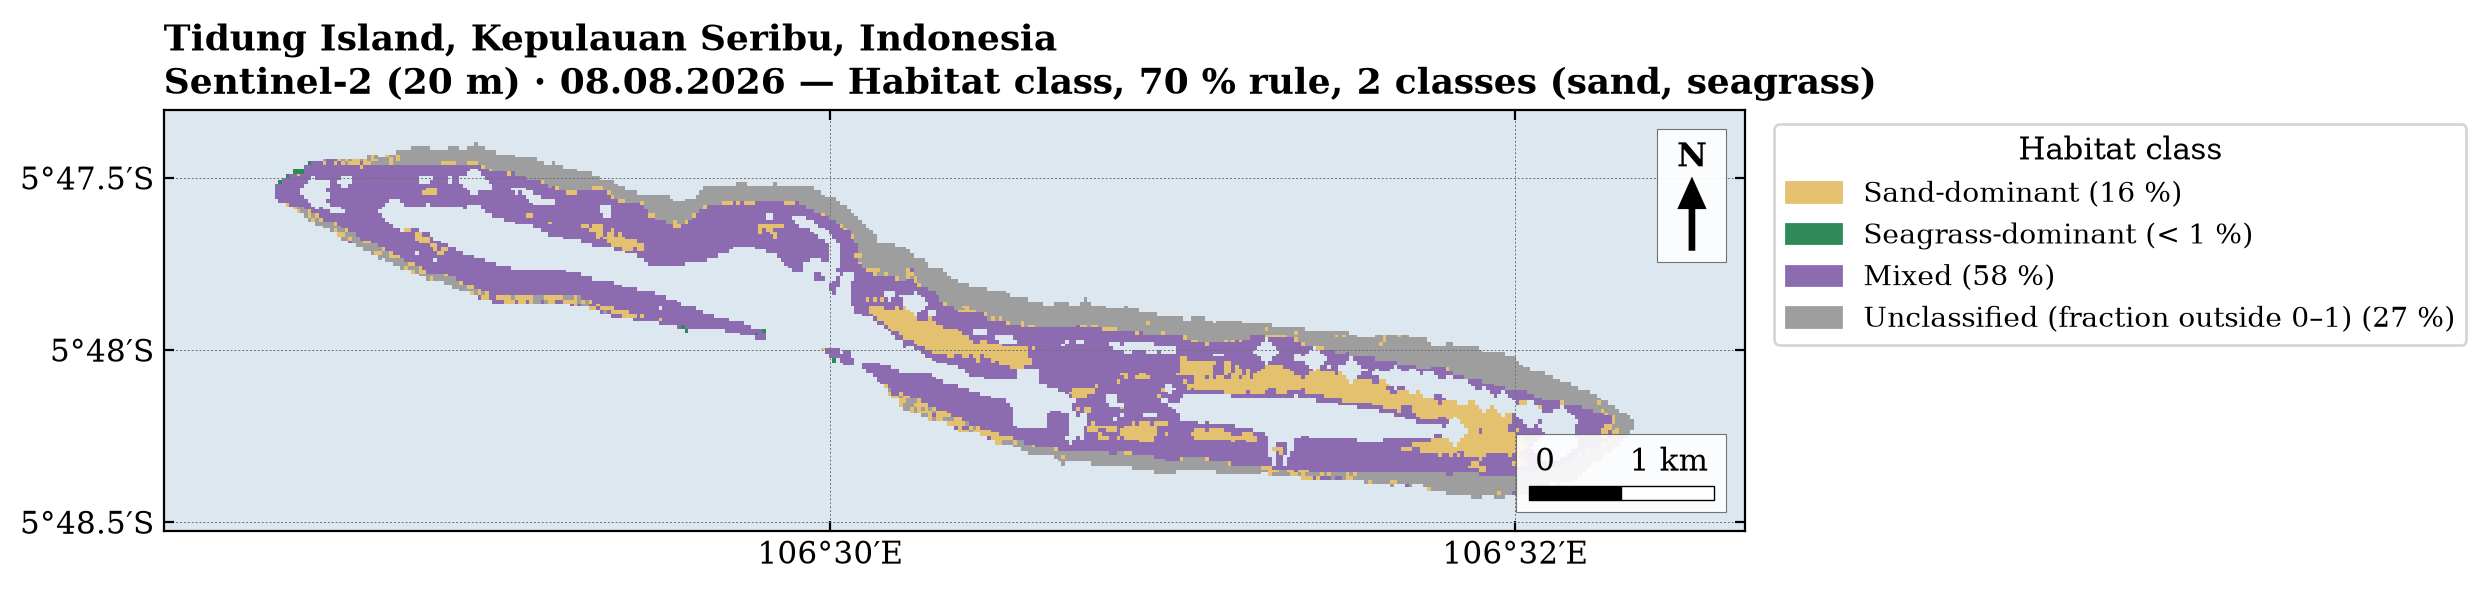 Tidung Island, Kepulauan Seribu, Indonesia
Sentinel-2 (20 m) · 08.08.2026 — Habitat class, 70 % rule, 2 classes (sand, seagrass)
5°47.5′S
5°48′S
5°48.5′S
106°30′E
106°32′E
N
0 1 km
Habitat class
Sand-dominant (16 %)
Seagrass-dominant (< 1 %)
Mixed (58 %)
Unclassified (fraction outside 0–1) (27 %)